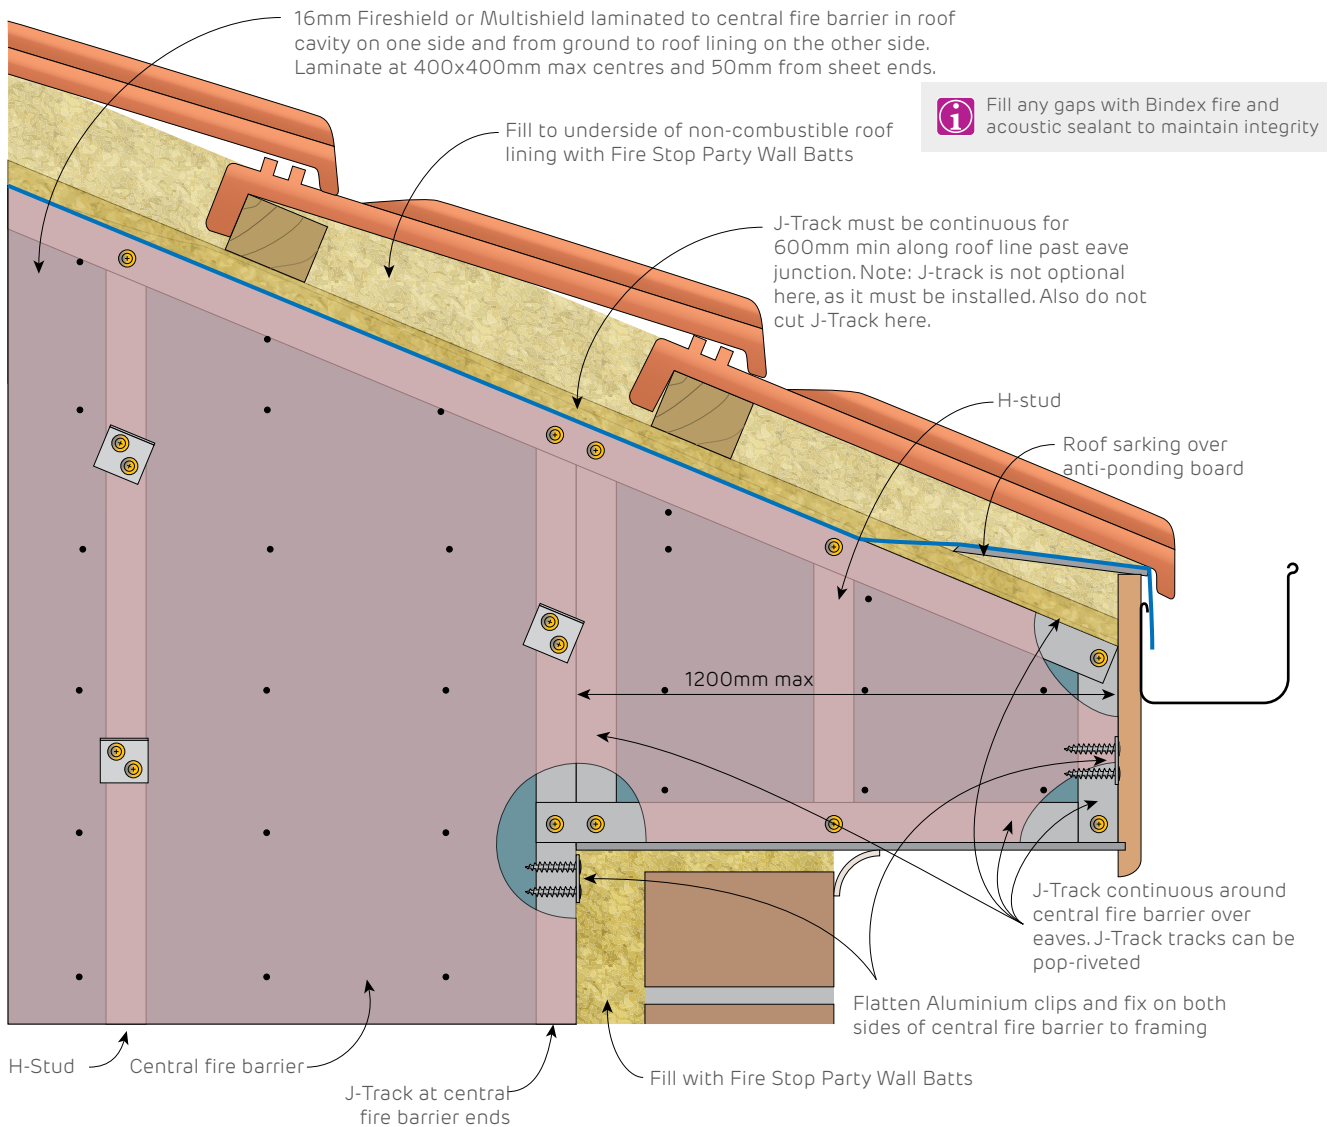 16mm Fireshield or Multishield laminated to central fire barrier in roof
cavity on one side and from ground to roof lining on the other side.
Laminate at 400x400mm max centres and 50mm from sheet ends.
Fill any gaps with Bindex fire and
acoustic sealant to maintain integrity
Fill to underside of non-combustible roof
lining with Fire Stop Party Wall Batts
J-Track must be continuous for
600mm min along roof line past eave
junction. Note: J-track is not optional
here, as it must be installed. Also do not
cut J-Track here.
H-stud
Roof sarking over
anti-ponding board
1200mm max
J-Track continuous around
central fire barrier over
eaves. J-Track tracks can be
pop-riveted
Flatten Aluminium clips and fix on both
sides of central fire barrier to framing
H-Stud
Central fire barrier
J-Track at central
fire barrier ends
Fill with Fire Stop Party Wall Batts